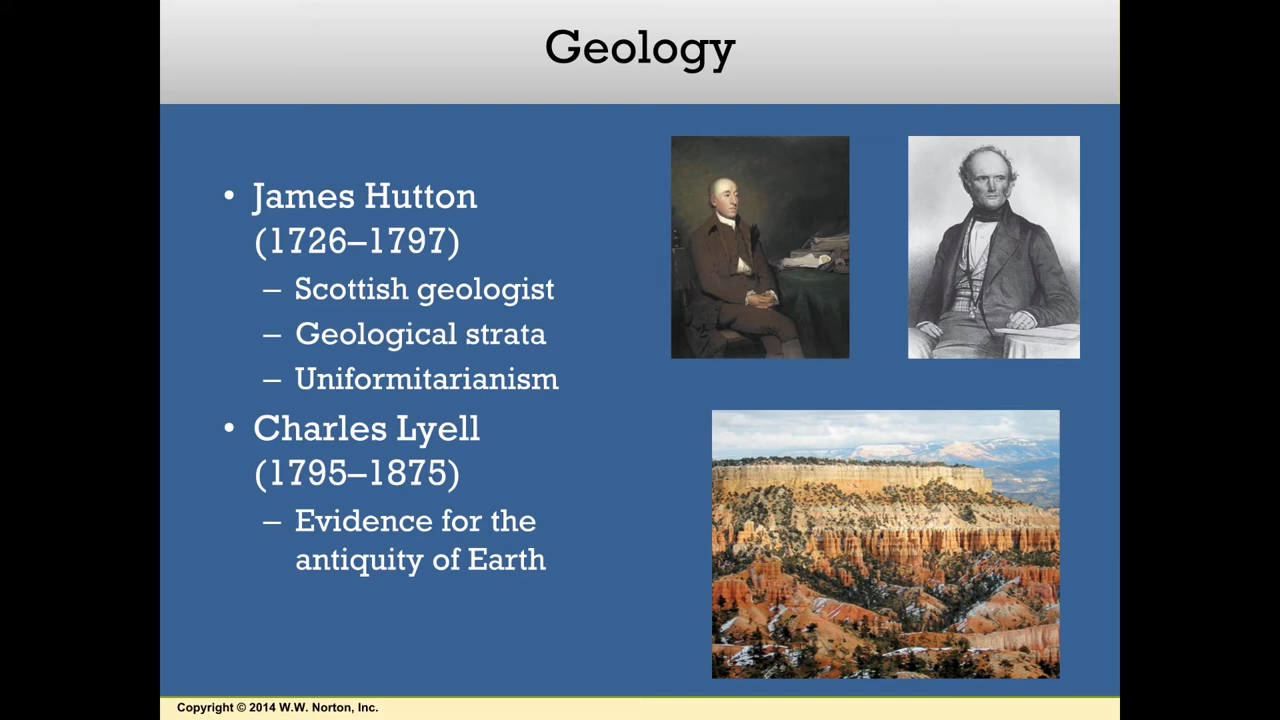 Geology
• James Hutton
(1726–1797)
– Scottish geologist
– Geological strata
– Uniformitarianism
• Charles Lyell
(1795–1875)
– Evidence for the
antiquity of Earth
Copyright © 2014 W.W. Norton, Inc.